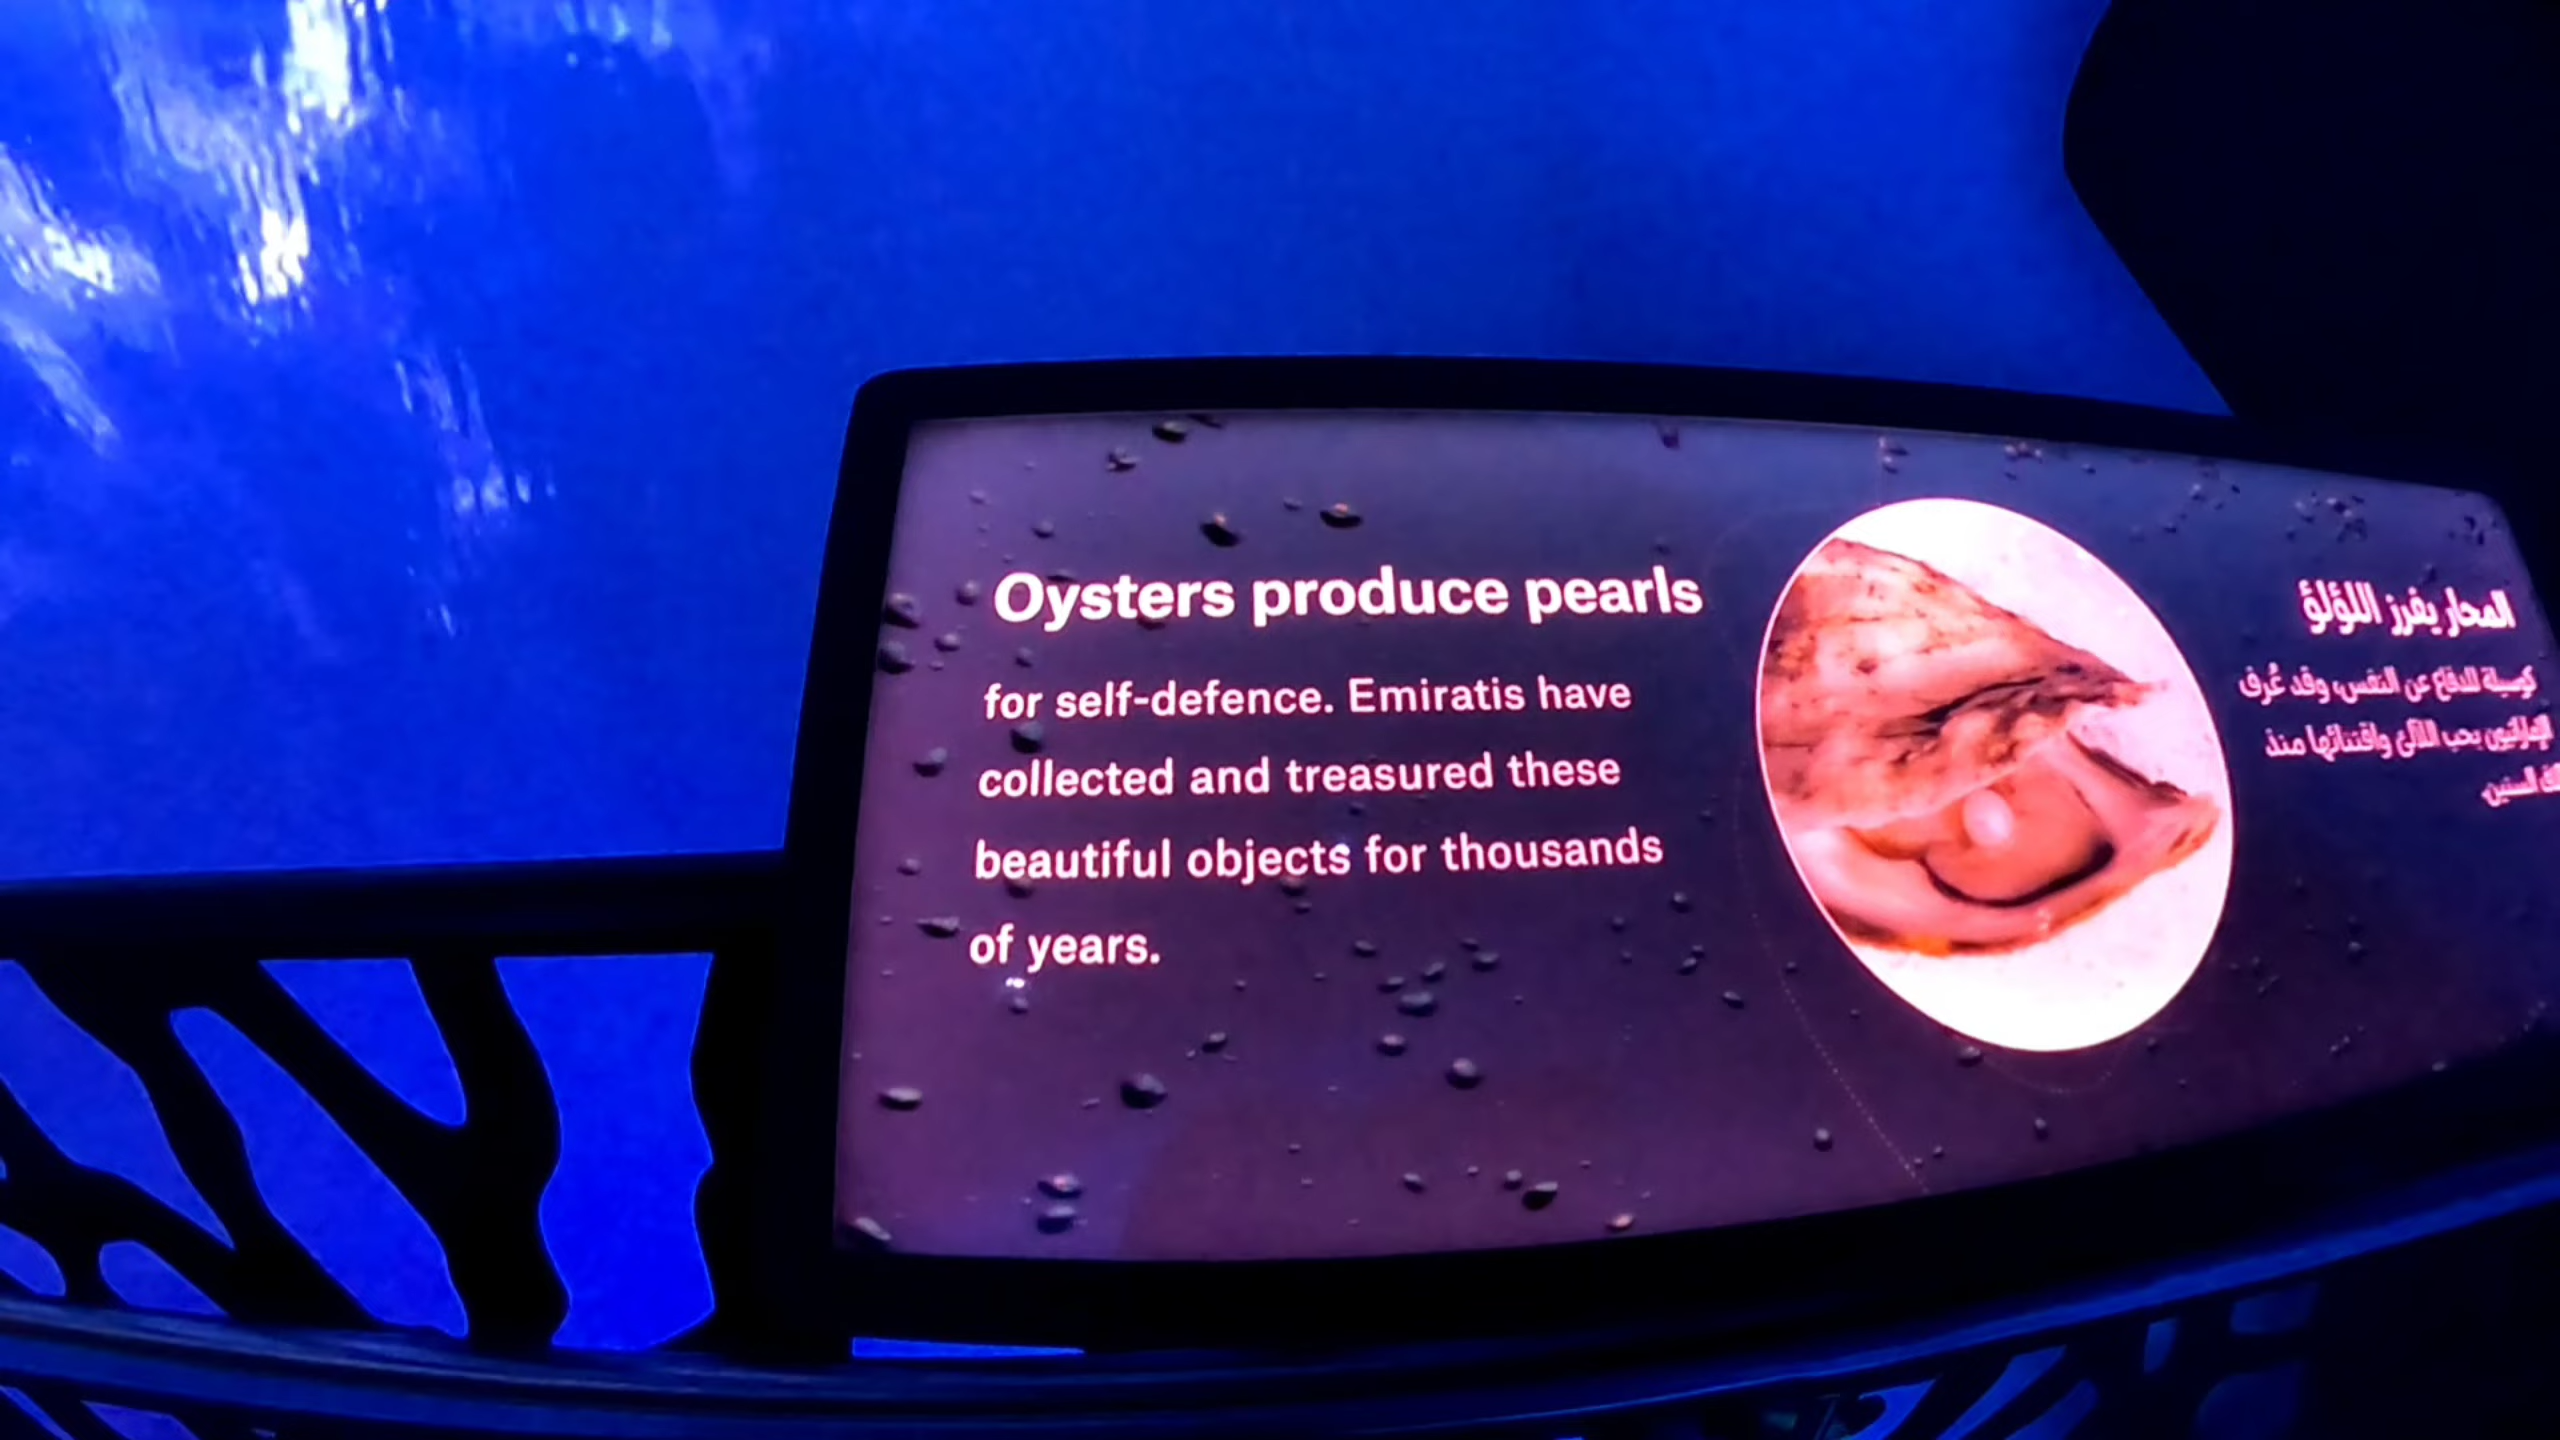 Oysters produce pearls
for self-defence. Emiratis have
collected and treasured these
beautiful objects for thousands
of years.
المحار يفرز اللؤلؤ
كوسيلة للدفاع عن النفس، وقد عُرف
الإماراتيون بحب اللآلئ واقتنائها منذ
السنين.